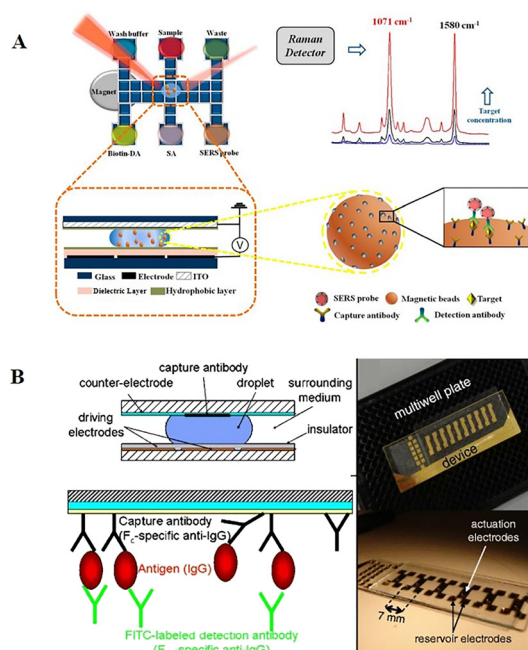 A
Wash buffer
Sample
Waste
Magnet
Biotin-DA
SA
SERS probe
Raman
Detector
1071 cm-1
1580 cm-1
Target
concentration
V
Glass
Electrode
ITO
Dielectric Layer
Hydrophobic layer
SERS probe
Magnetic beads
Target
Capture antibody
Detection antibody
B
capture antibody
counter-electrode
droplet
surrounding
medium
driving
electrodes
insulator
Capture antibody
(FC-specific anti-IgG)
Antigen (IgG)
FITC-labeled detection antibody
-specific anti-IgG)
multiwell plate
device
actuation
electrodes
7 mm
reservoir electrodes